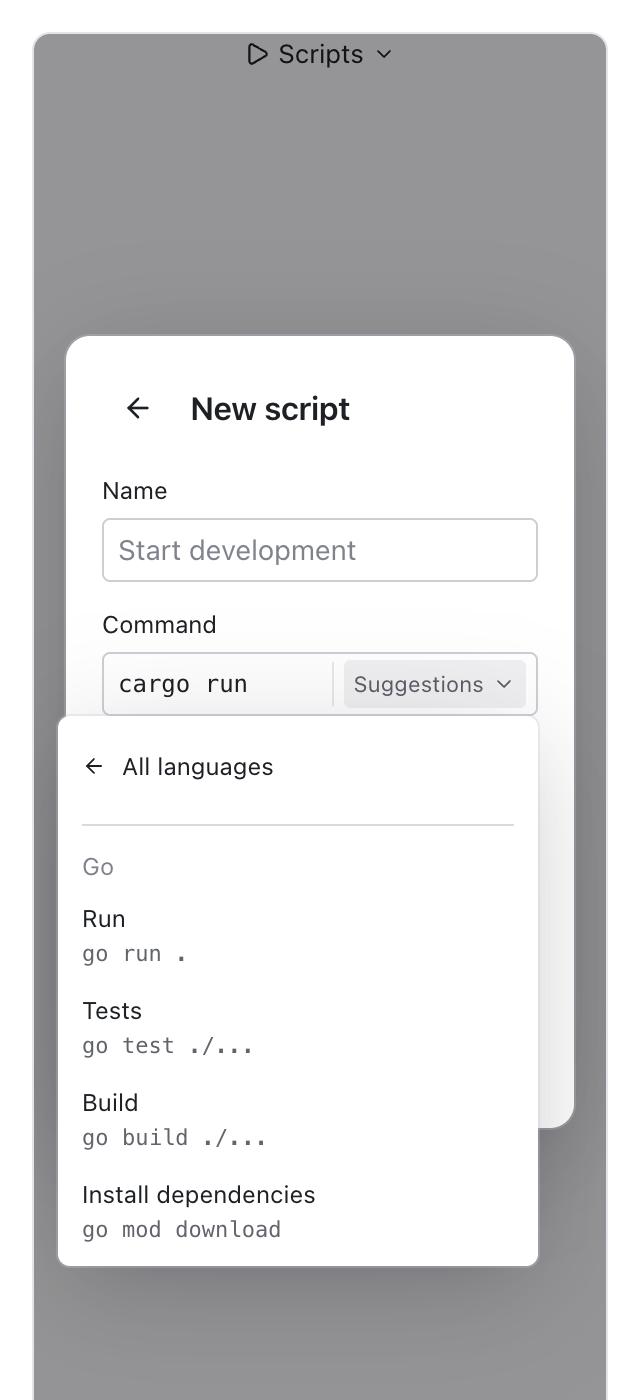 Scripts
New script
Name
Start development
Command
cargo run
Suggestions
All languages
Go
Run
go run .
Tests
go test ./...
Build
go build ./...
Install dependencies
go mod download